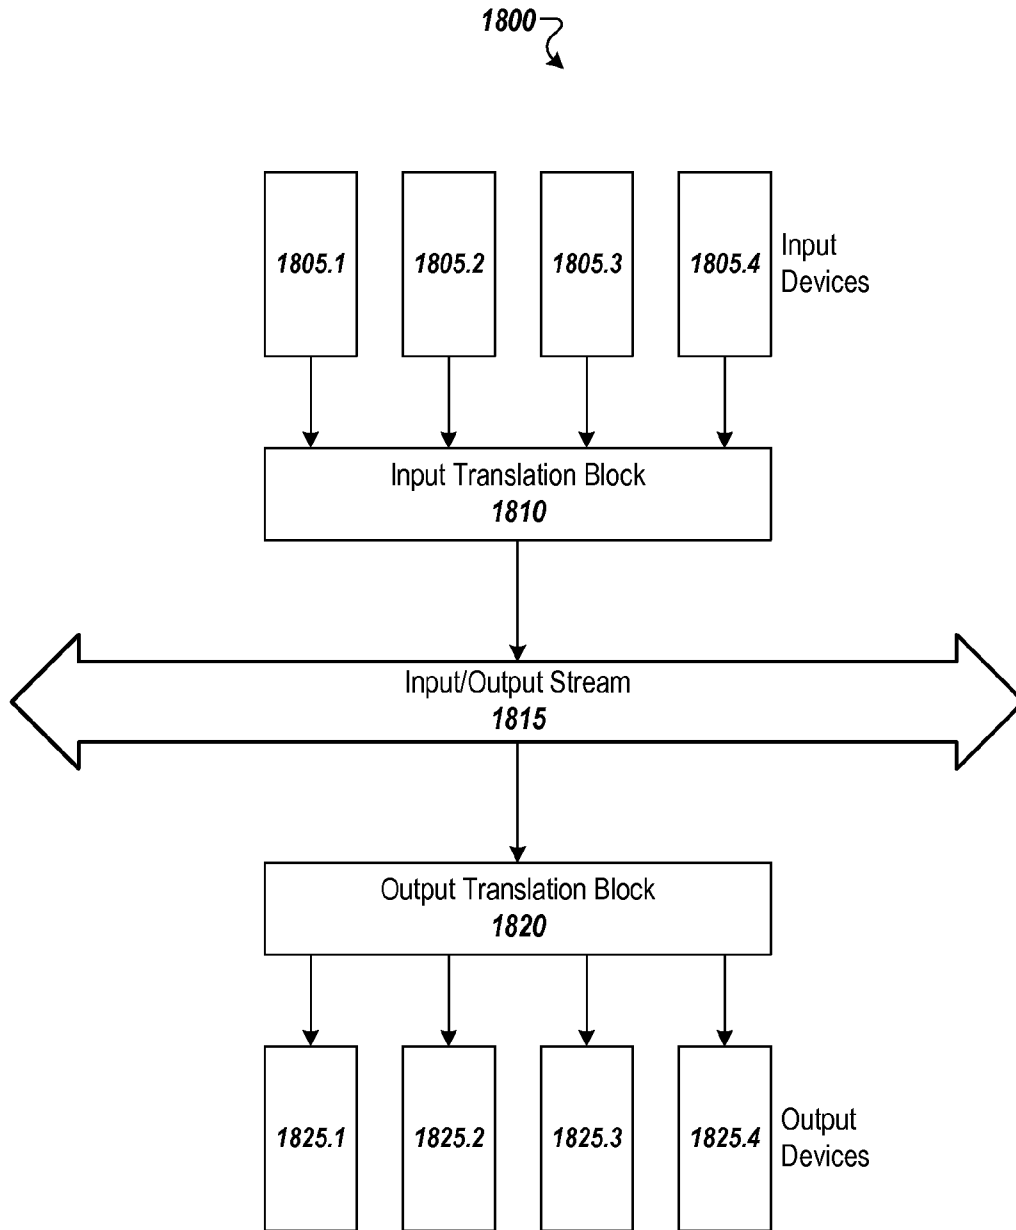 1800
1805.1
1805.2
1805.3
1805.4
Input
Devices
Input Translation Block
1810
Input/Output Stream
1815
Output Translation Block
1820
1825.1
1825.2
1825.3
1825.4
Output
Devices